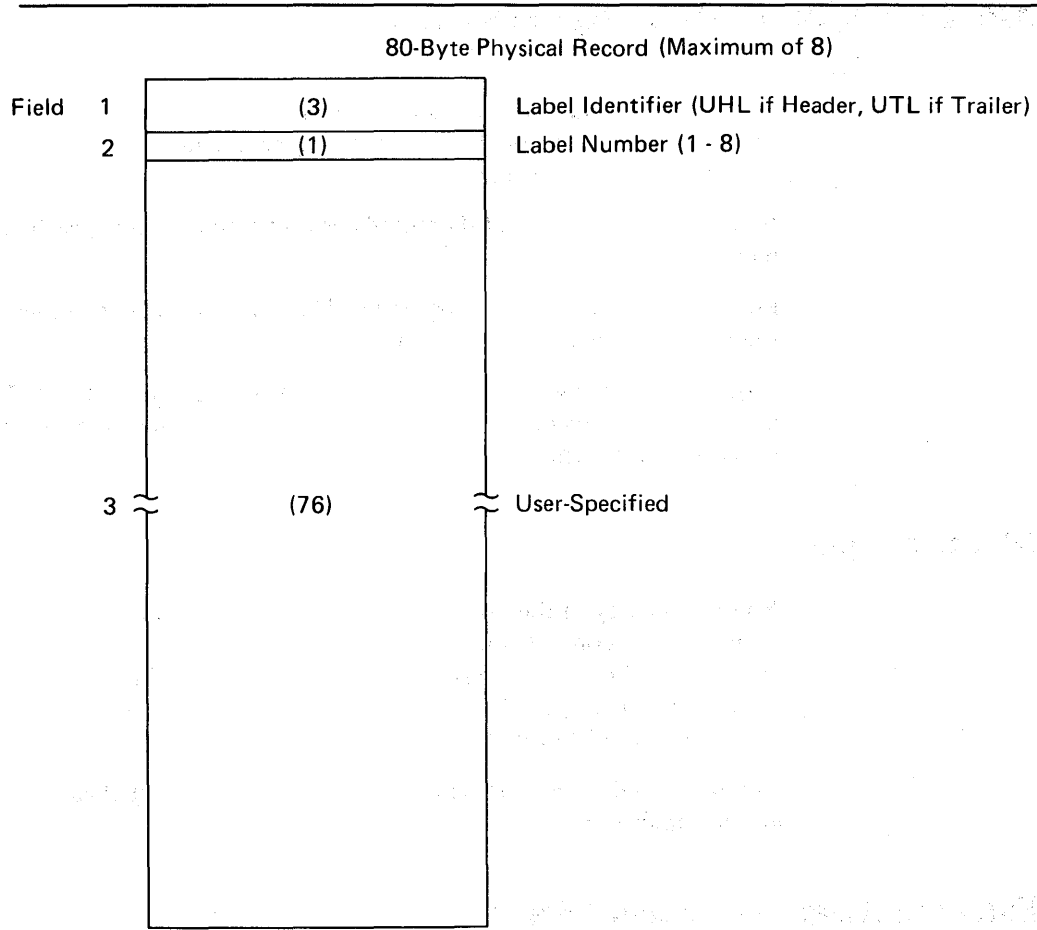 80-Byte Physical Record (Maximum of 8)
Field 1 (3) Label Identifier (UHL if Header, UTL if Trailer)
2 (1) Label Number (1 - 8)
3 (76) User-Specified